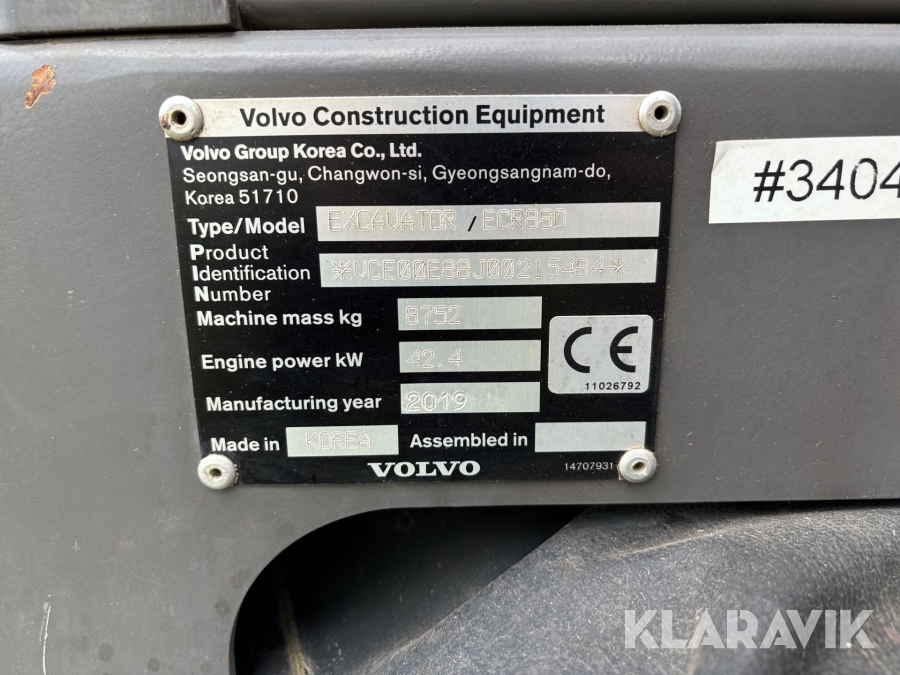 Volvo Construction Equipment
Volvo Group Korea Co., Ltd.
Seongsan-gu, Changwon-si, Gyeongsangnam-do,
Korea 51710
Type/Model EXCAVATOR / ECR88D
Product
Identification *VCE00E88J00215484*
Number
Machine mass kg 8752
Engine power kW 42.4
Manufacturing year 2019
CE
11026792
Made in KOREA Assembled in
VOLVO 14707931
#3404
KLARAVIK